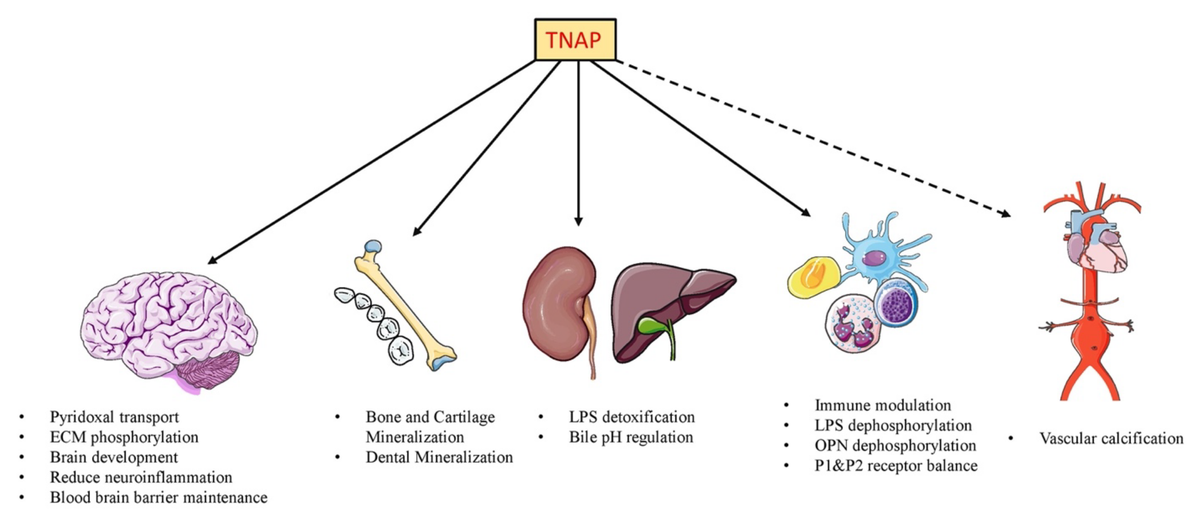 TNAP
• Pyridoxal transport
• ECM phosphorylation
• Brain development
• Reduce neuroinflammation
• Blood brain barrier maintenance
• Bone and Cartilage
Mineralization
• Dental Mineralization
• LPS detoxification
• Bile pH regulation
• Immune modulation
• LPS dephosphorylation
• OPN dephosphorylation
• P1&P2 receptor balance
• Vascular calcification